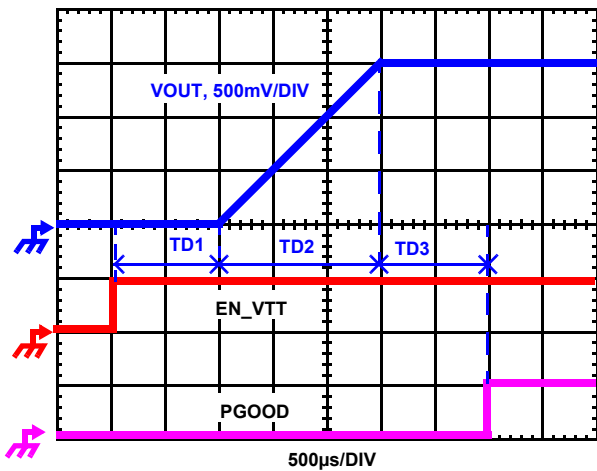 VOUT, 500mV/DIV
TD1
TD2
TD3
EN_VTT
PGOOD
500µs/DIV